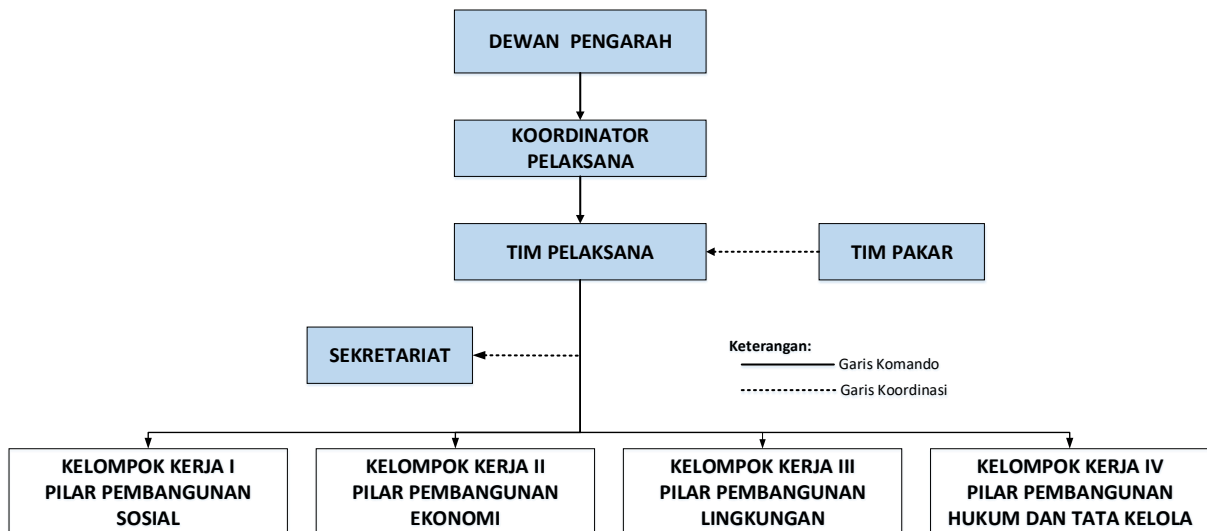 DEWAN PENGARAH
KOORDINATOR
PELAKSANA
TIM PELAKSANA
TIM PAKAR
SEKRETARIAT
Keterangan:
Garis Komando
Garis Koordinasi
KELOMPOK KERJA I
PILAR PEMBANGUNAN
SOSIAL
KELOMPOK KERJA II
PILAR PEMBANGUNAN
EKONOMI
KELOMPOK KERJA III
PILAR PEMBANGUNAN
LINGKUNGAN
KELOMPOK KERJA IV
PILAR PEMBANGUNAN
HUKUM DAN TATA KELOLA